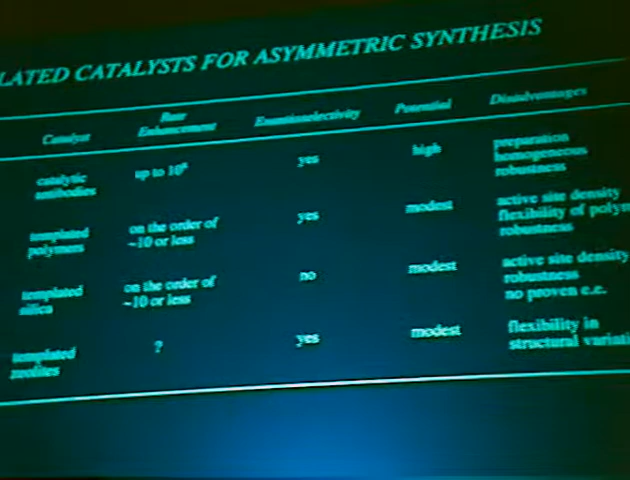 LATED CATALYSTS FOR ASYMMETRIC SYNTHESIS
Catalyst Rate Enhancement Enantioselectivity Potential Disadvantages
catalytic antibodies up to 10⁸ yes high preparation homogeneous robustness
templated polymers on the order of ~10 or less yes modest active site density flexibility of polym robustness
templated silica on the order of ~10 or less no modest active site density robustness no proven e.e.
templated zeolites ? yes modest flexibility in structural variati